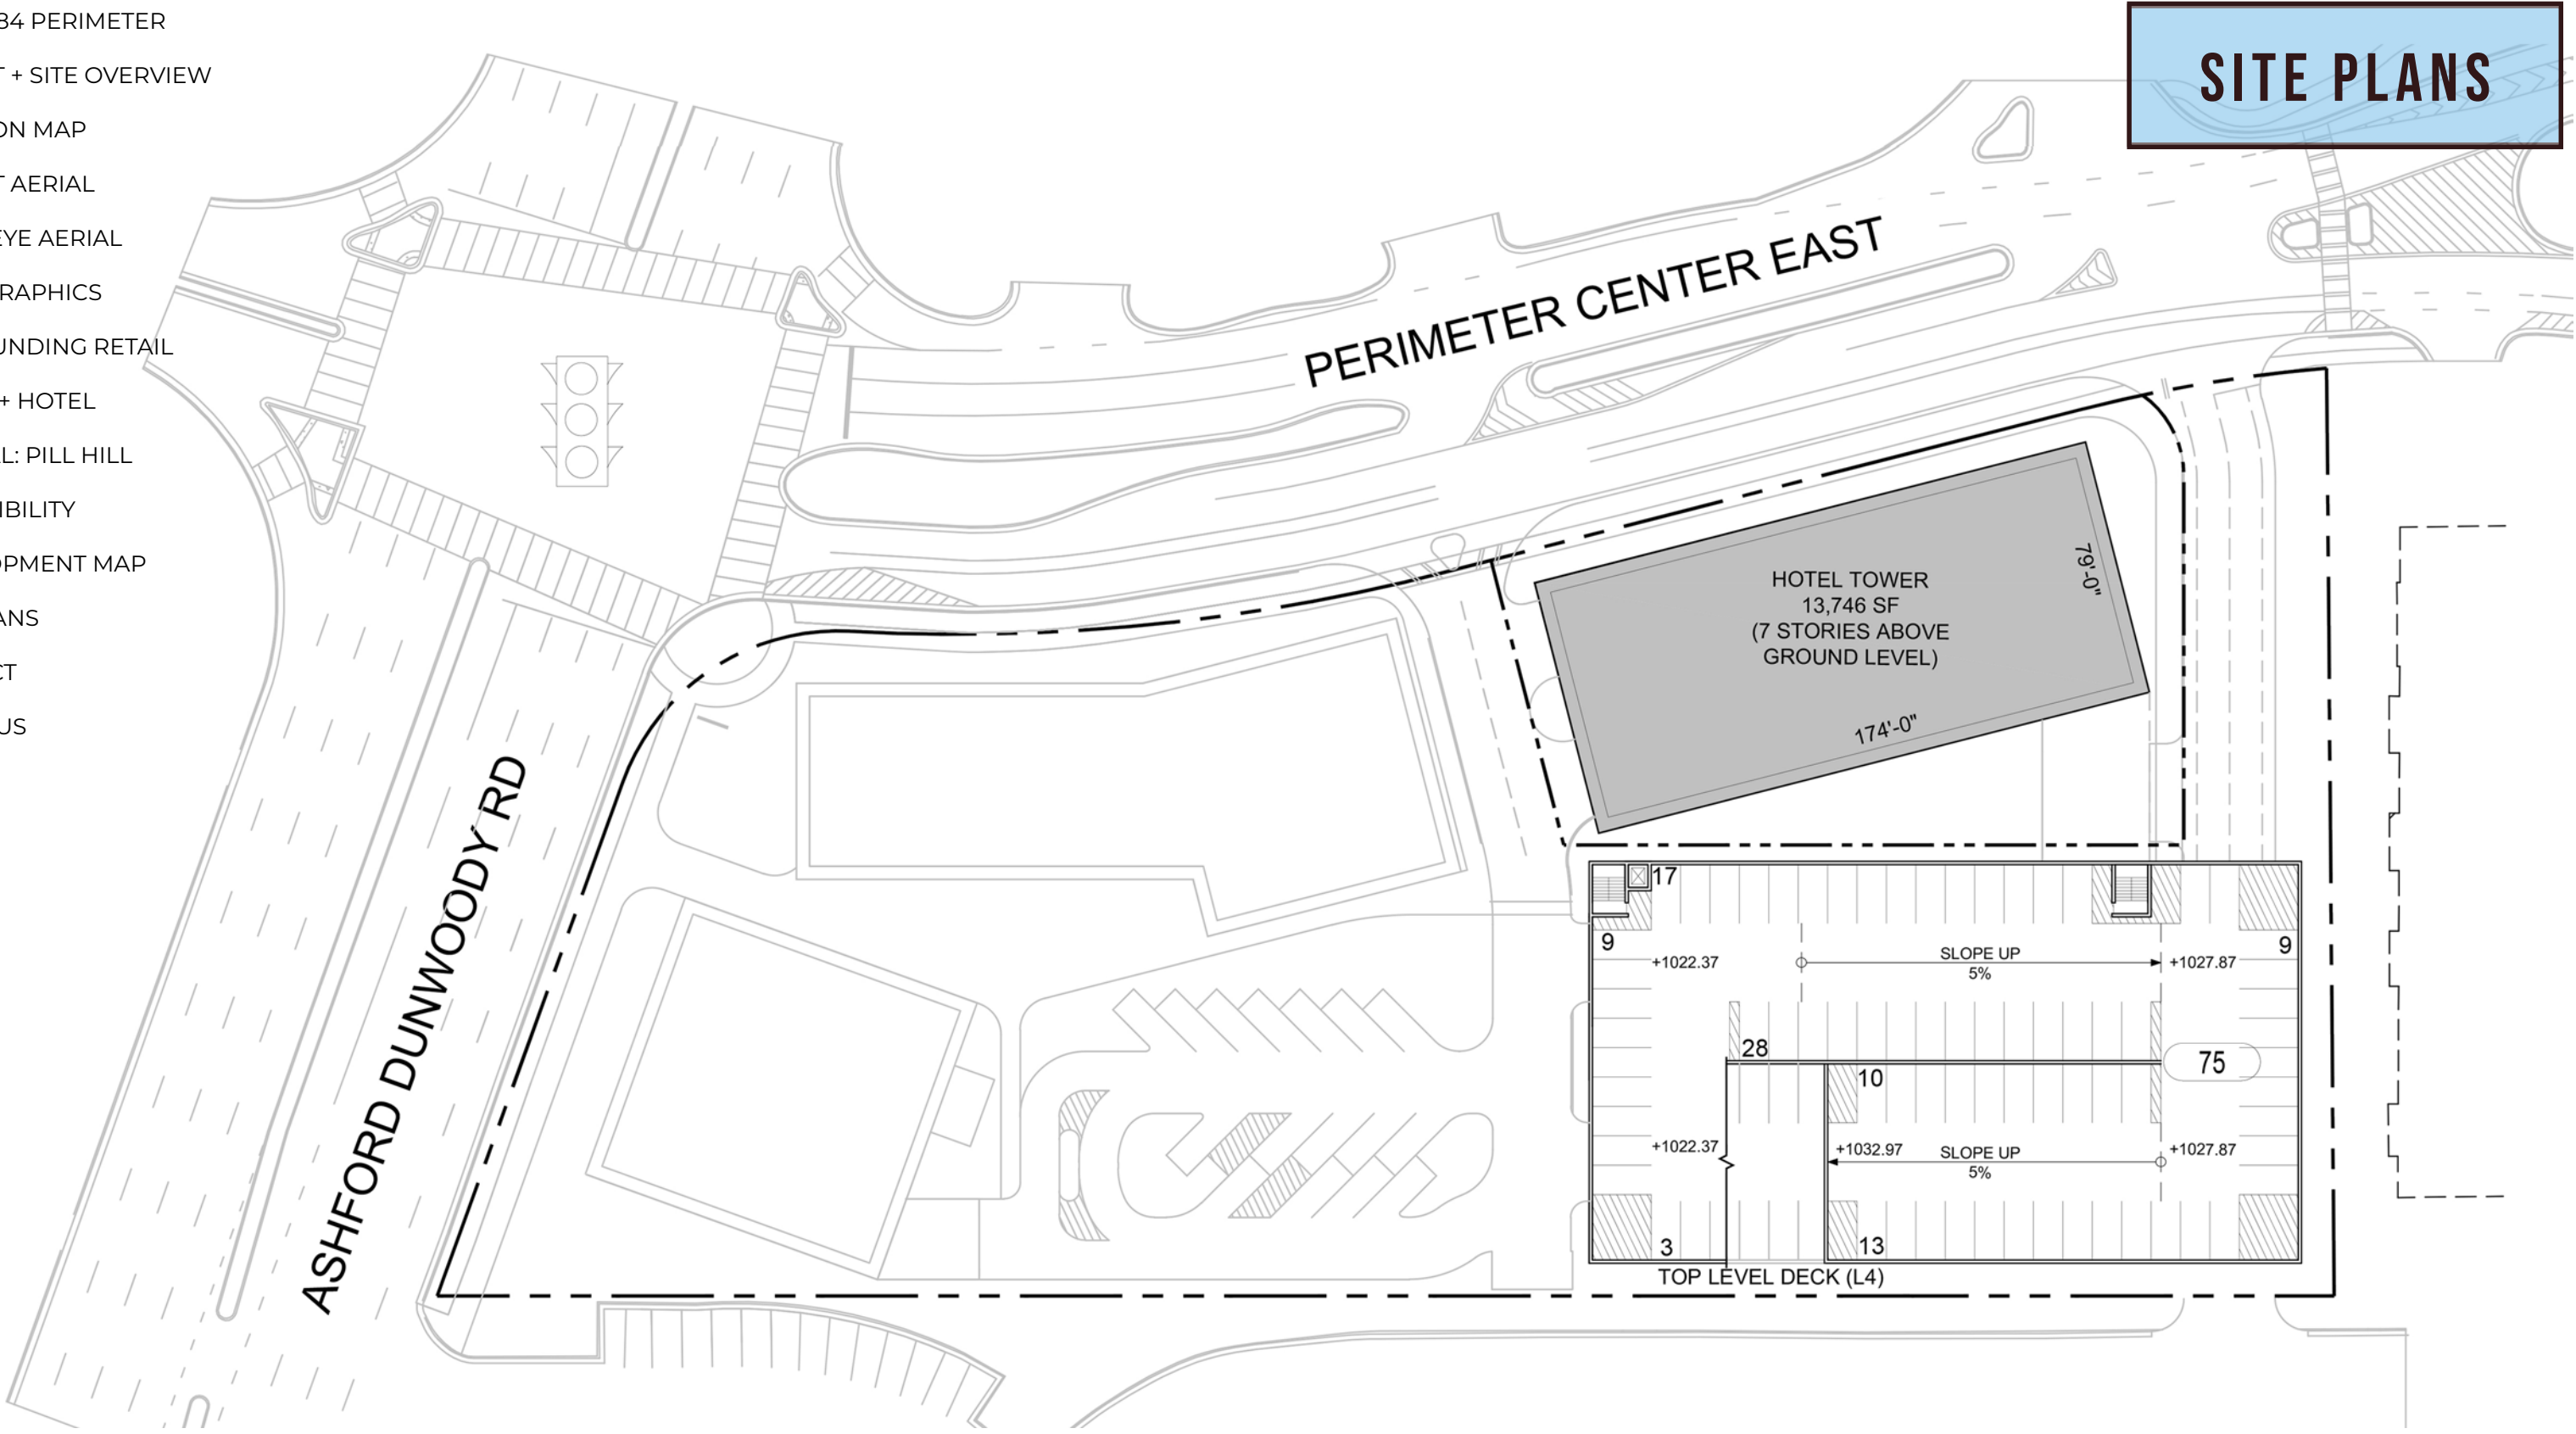 84 PERIMETER
T + SITE OVERVIEW
ON MAP
T AERIAL
EYE AERIAL
RAPHICS
UNDING RETAIL
+ HOTEL
L: PILL HILL
IBILITY
OPMENT MAP
ANS
CT
US
SITE PLANS
PERIMETER CENTER EAST
ASHFORD DUNWOODY RD
HOTEL TOWER
13,746 SF
(7 STORIES ABOVE
GROUND LEVEL)
79'-0"
174'-0"
17
9
9
+1022.37
SLOPE UP
5%
+1027.87
28
75
10
+1022.37
+1032.97
SLOPE UP
5%
+1027.87
3
13
TOP LEVEL DECK (L4)